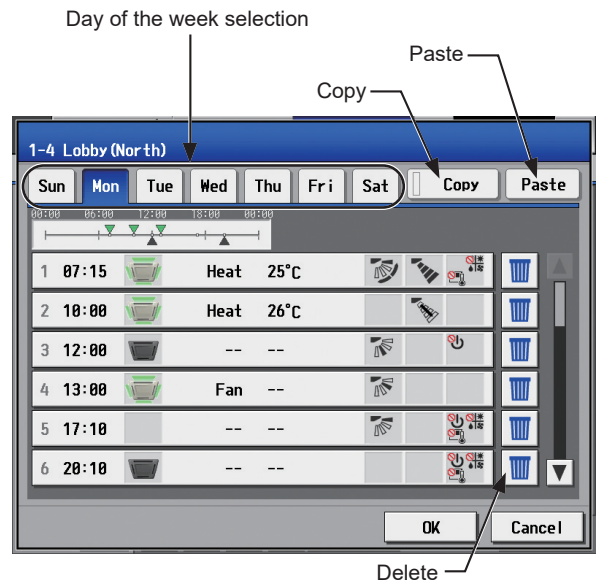 Day of the week selection
Paste
Copy
1-4 Lobby(North)
Sun Mon Tue Wed Thu Fri Sat Copy Paste
00:00 06:00 12:00 18:00 00:00
1 07:15 Heat 25°C
2 10:00 Heat 26°C
3 12:00 -- --
4 13:00 Fan --
5 17:10 -- --
6 20:10 -- --
OK Cancel
Delete